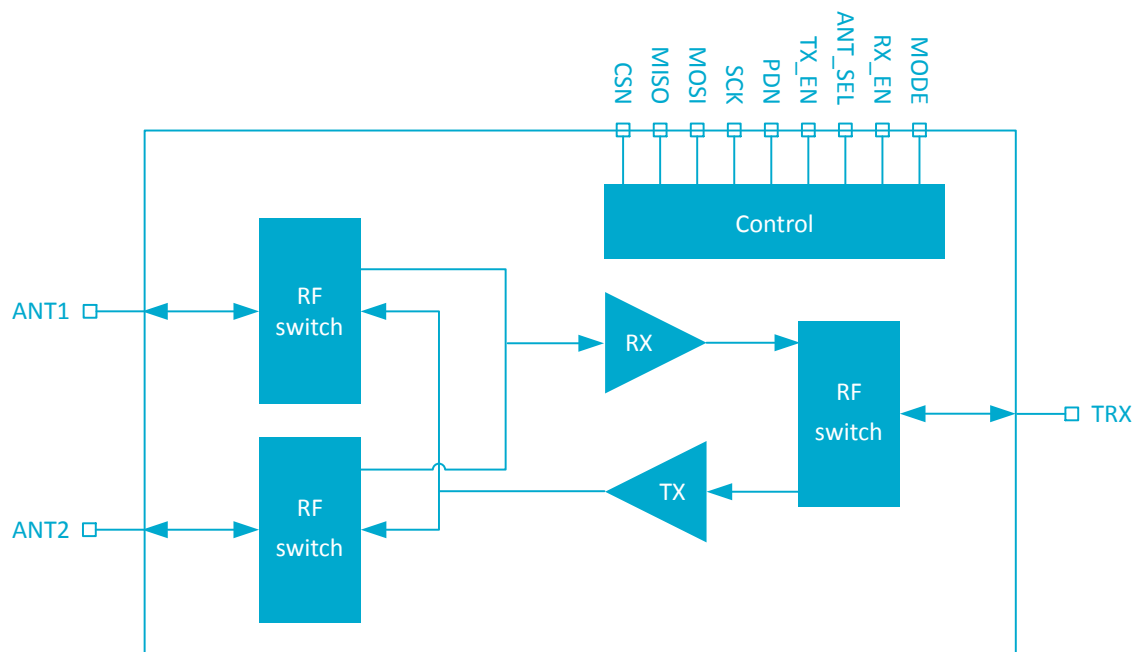 CSN
MISO
MOSI
SCK
PDN
TX_EN
ANT_SEL
RX_EN
MODE
Control
RF
switch
ANT1
RX
RF
switch
TRX
TX
RF
switch
ANT2